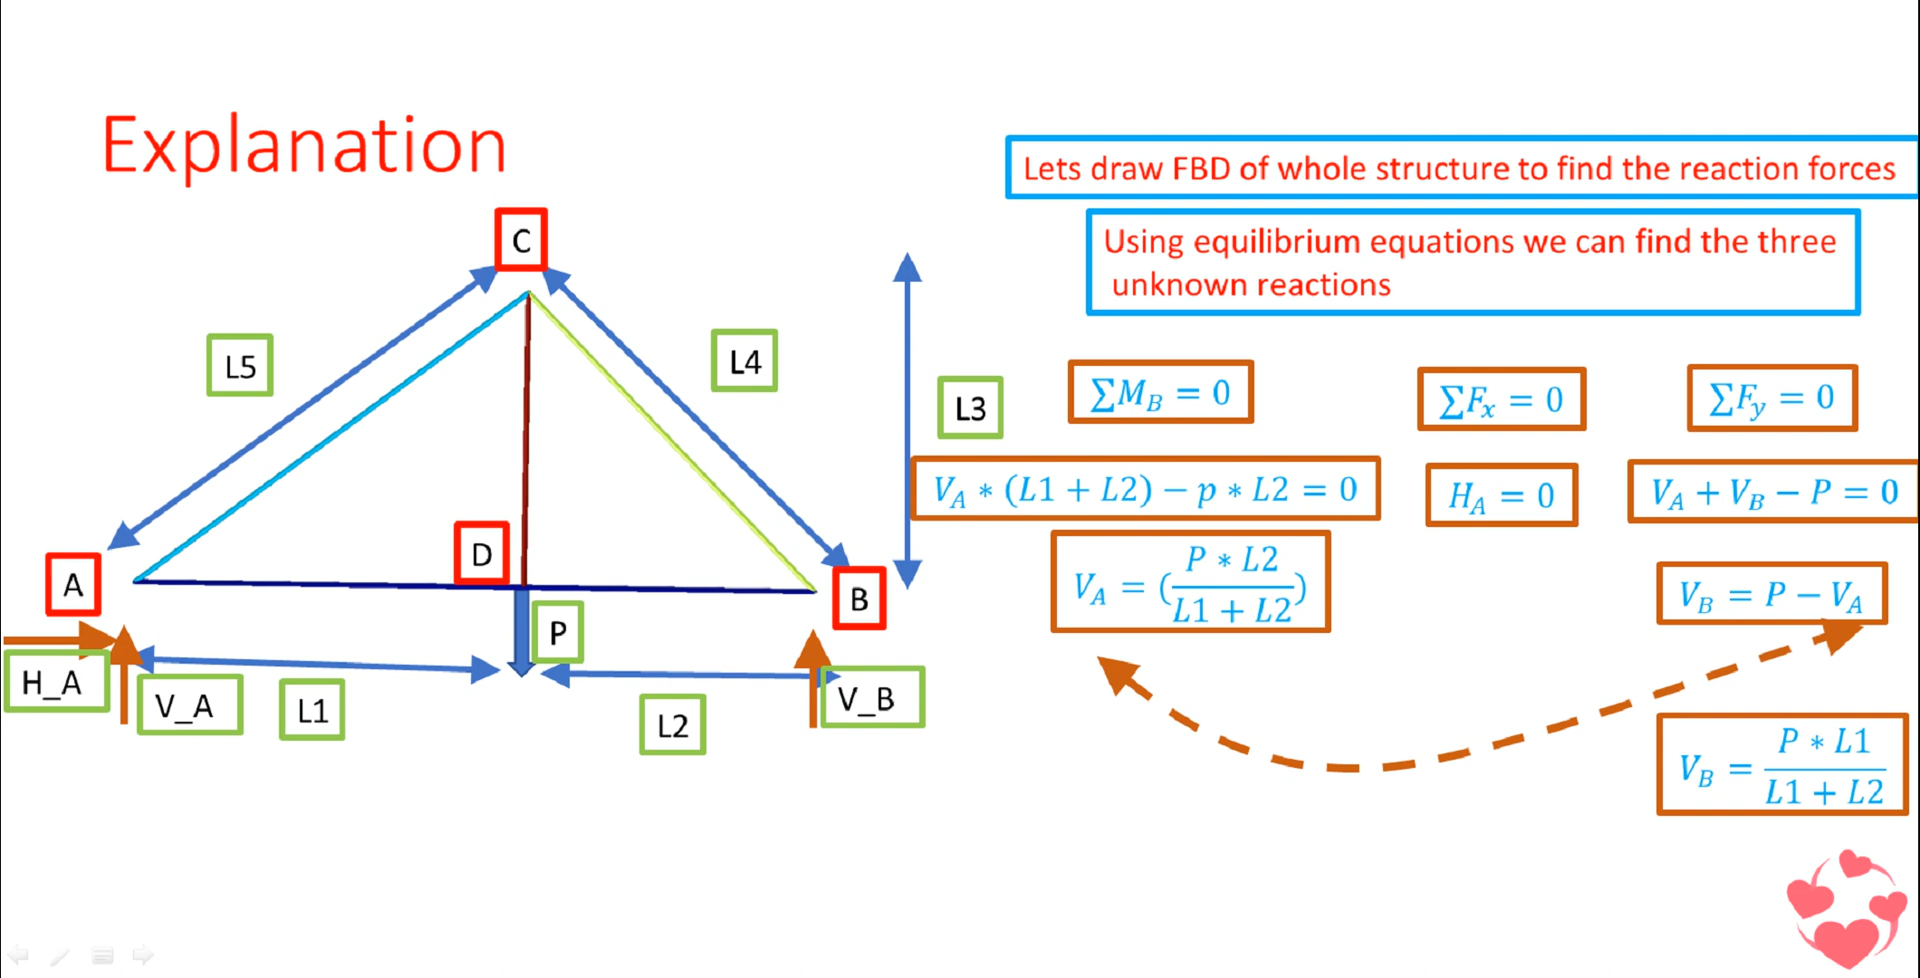 Explanation
Lets draw FBD of whole structure to find the reaction forces
Using equilibrium equations we can find the three
unknown reactions
C
L5
L4
L3
A
D
B
P
H_A
V_A
L1
L2
V_B
∑M_B = 0
∑F_x = 0
∑F_y = 0
V_A ∗ (L1 + L2) − p ∗ L2 = 0
H_A = 0
V_A + V_B − P = 0
V_A = (P ∗ L2 / L1 + L2)
V_B = P − V_A
V_B = P ∗ L1 / L1 + L2